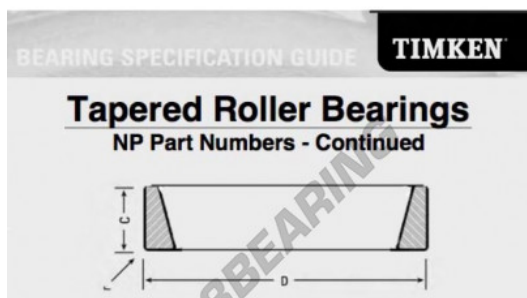 BEARING SPECIFICATION GUIDE
TIMKEN
Tapered Roller Bearings
NP Part Numbers - Continued
C
D
r